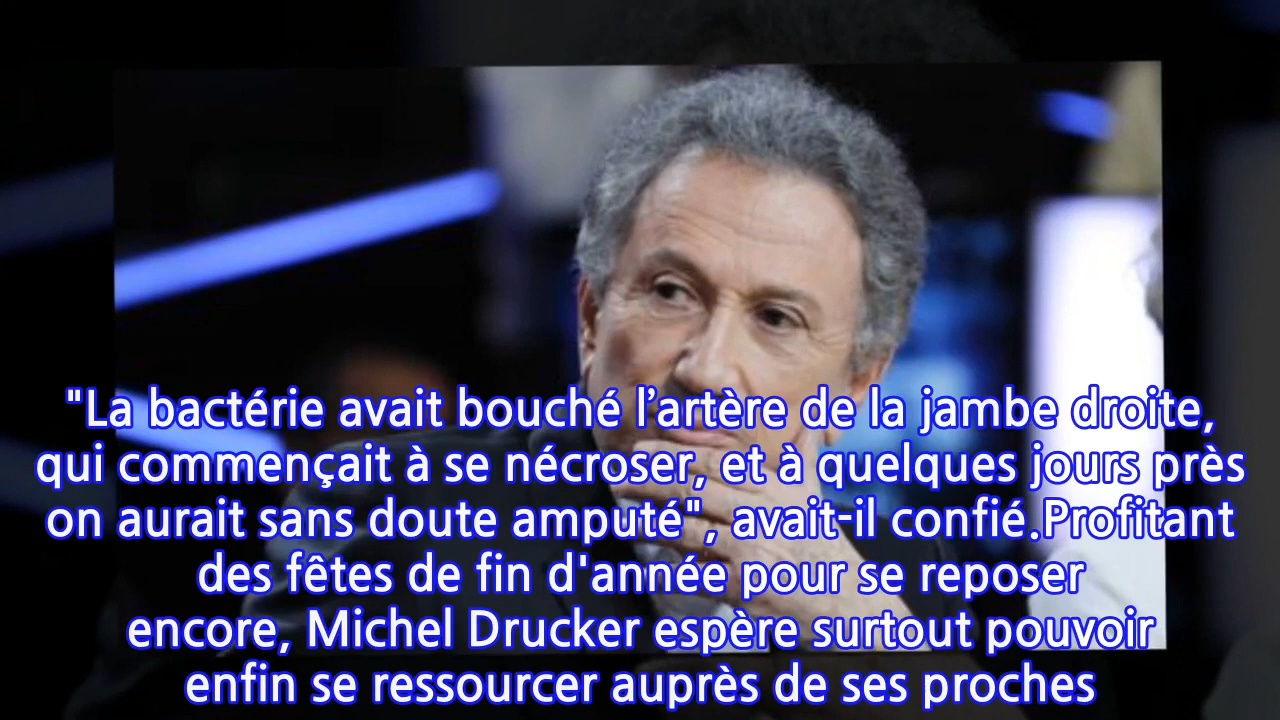 "La bactérie avait bouché l’artère de la jambe droite,
qui commençait à se nécroser, et à quelques jours près
on aurait sans doute amputé", avait-il confié.Profitant
des fêtes de fin d'année pour se reposer
encore, Michel Drucker espère surtout pouvoir
enfin se ressourcer auprès de ses proches